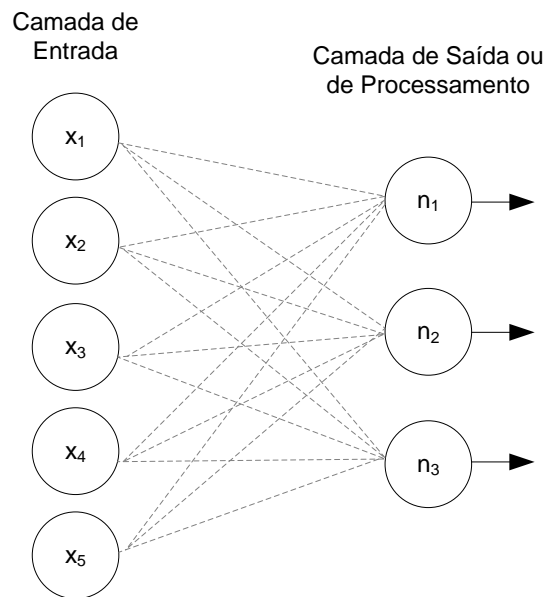 Camada de
Entrada
Camada de Saída ou
de Processamento
x1
x2
x3
x4
x5
n1
n2
n3